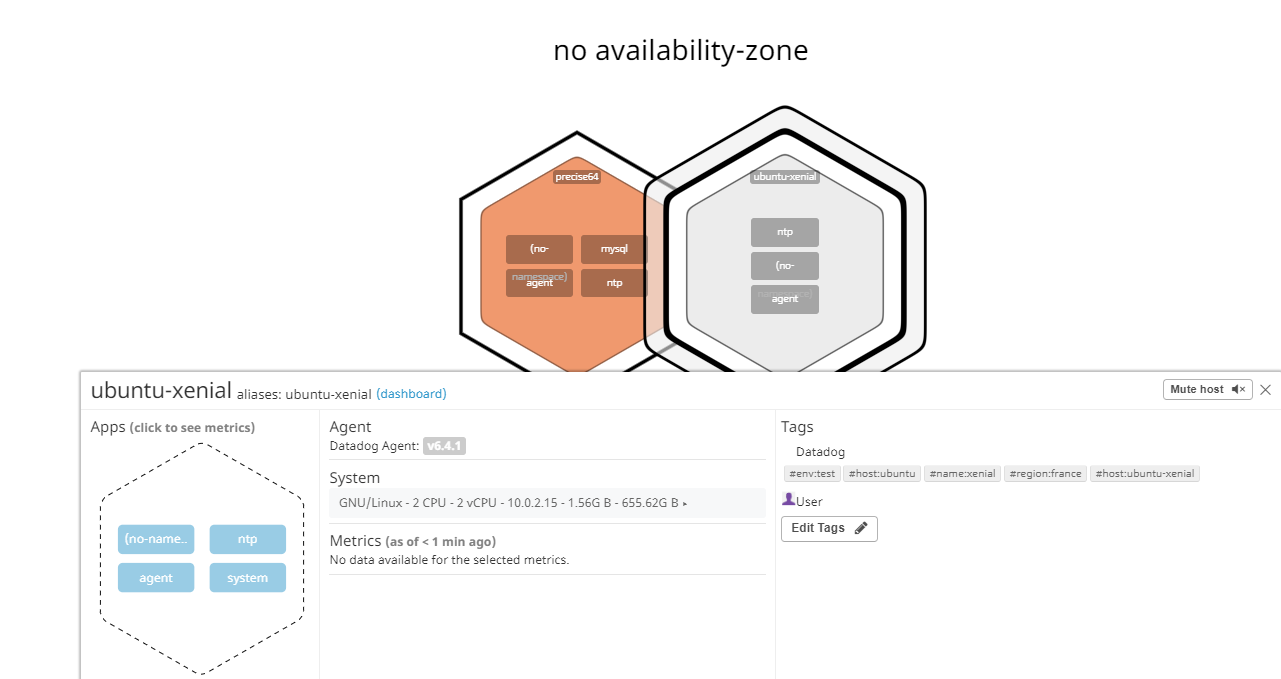 no availability-zone
precise64
(no-namespace)
mysql
agent
ntp
ubuntu-xenial
ntp
(no-namespace)
agent
ubuntu-xenial aliases: ubuntu-xenial (dashboard)
Mute host
Apps (click to see metrics)
(no-name..
ntp
agent
system
Agent
Datadog Agent: v6.4.1
System
GNU/Linux - 2 CPU - 2 vCPU - 10.0.2.15 - 1.56G B - 655.62G B ▸
Metrics (as of < 1 min ago)
No data available for the selected metrics.
Tags
Datadog
#env:test #host:ubuntu #name:xenial #region:france #host:ubuntu-xenial
User
Edit Tags